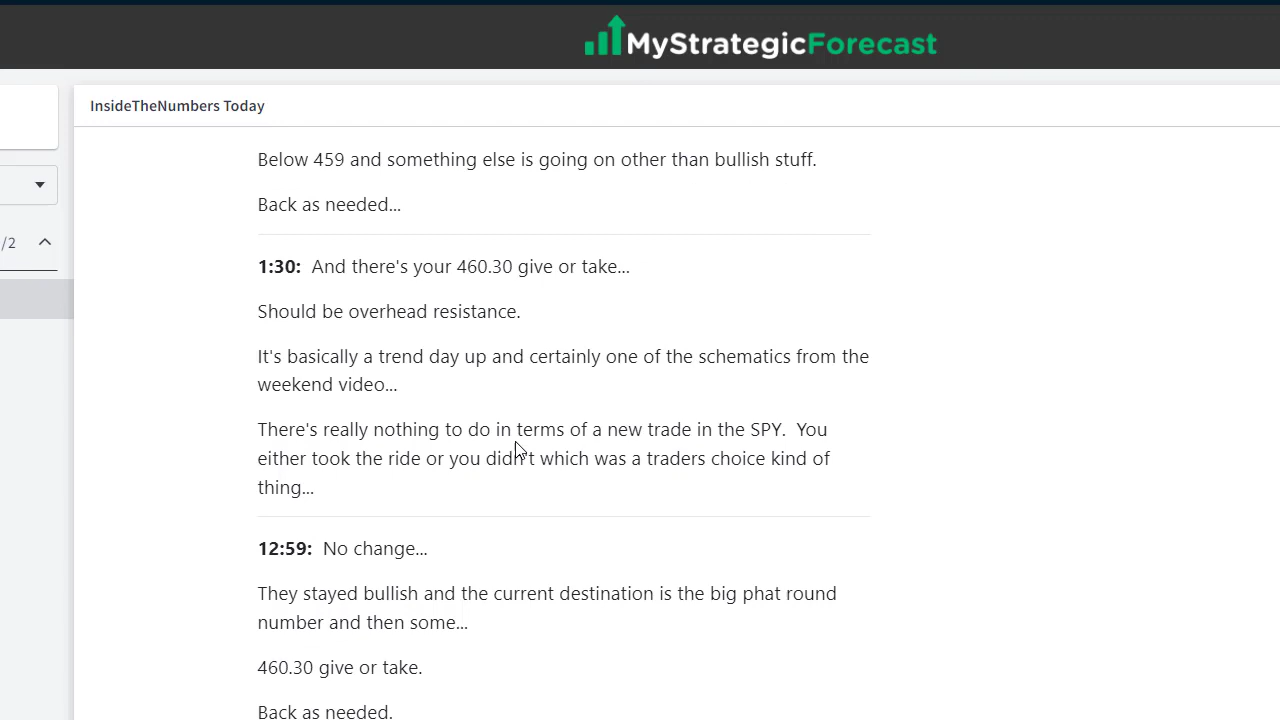 MyStrategicForecast
InsideTheNumbers Today
/2
Below 459 and something else is going on other than bullish stuff.
Back as needed...
1:30: And there's your 460.30 give or take...
Should be overhead resistance.
It's basically a trend day up and certainly one of the schematics from the
weekend video...
There's really nothing to do in terms of a new trade in the SPY. You
either took the ride or you didn't which was a traders choice kind of
thing...
12:59: No change...
They stayed bullish and the current destination is the big phat round
number and then some...
460.30 give or take.
Back as needed.